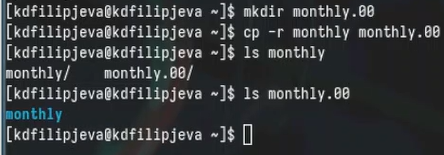 [kdfilipjeva@kdfilipjeva ~]$ mkdir monthly.00
[kdfilipjeva@kdfilipjeva ~]$ cp -r monthly monthly.00
[kdfilipjeva@kdfilipjeva ~]$ ls monthly
monthly/    monthly.00/
[kdfilipjeva@kdfilipjeva ~]$ ls monthly.00
monthly
[kdfilipjeva@kdfilipjeva ~]$